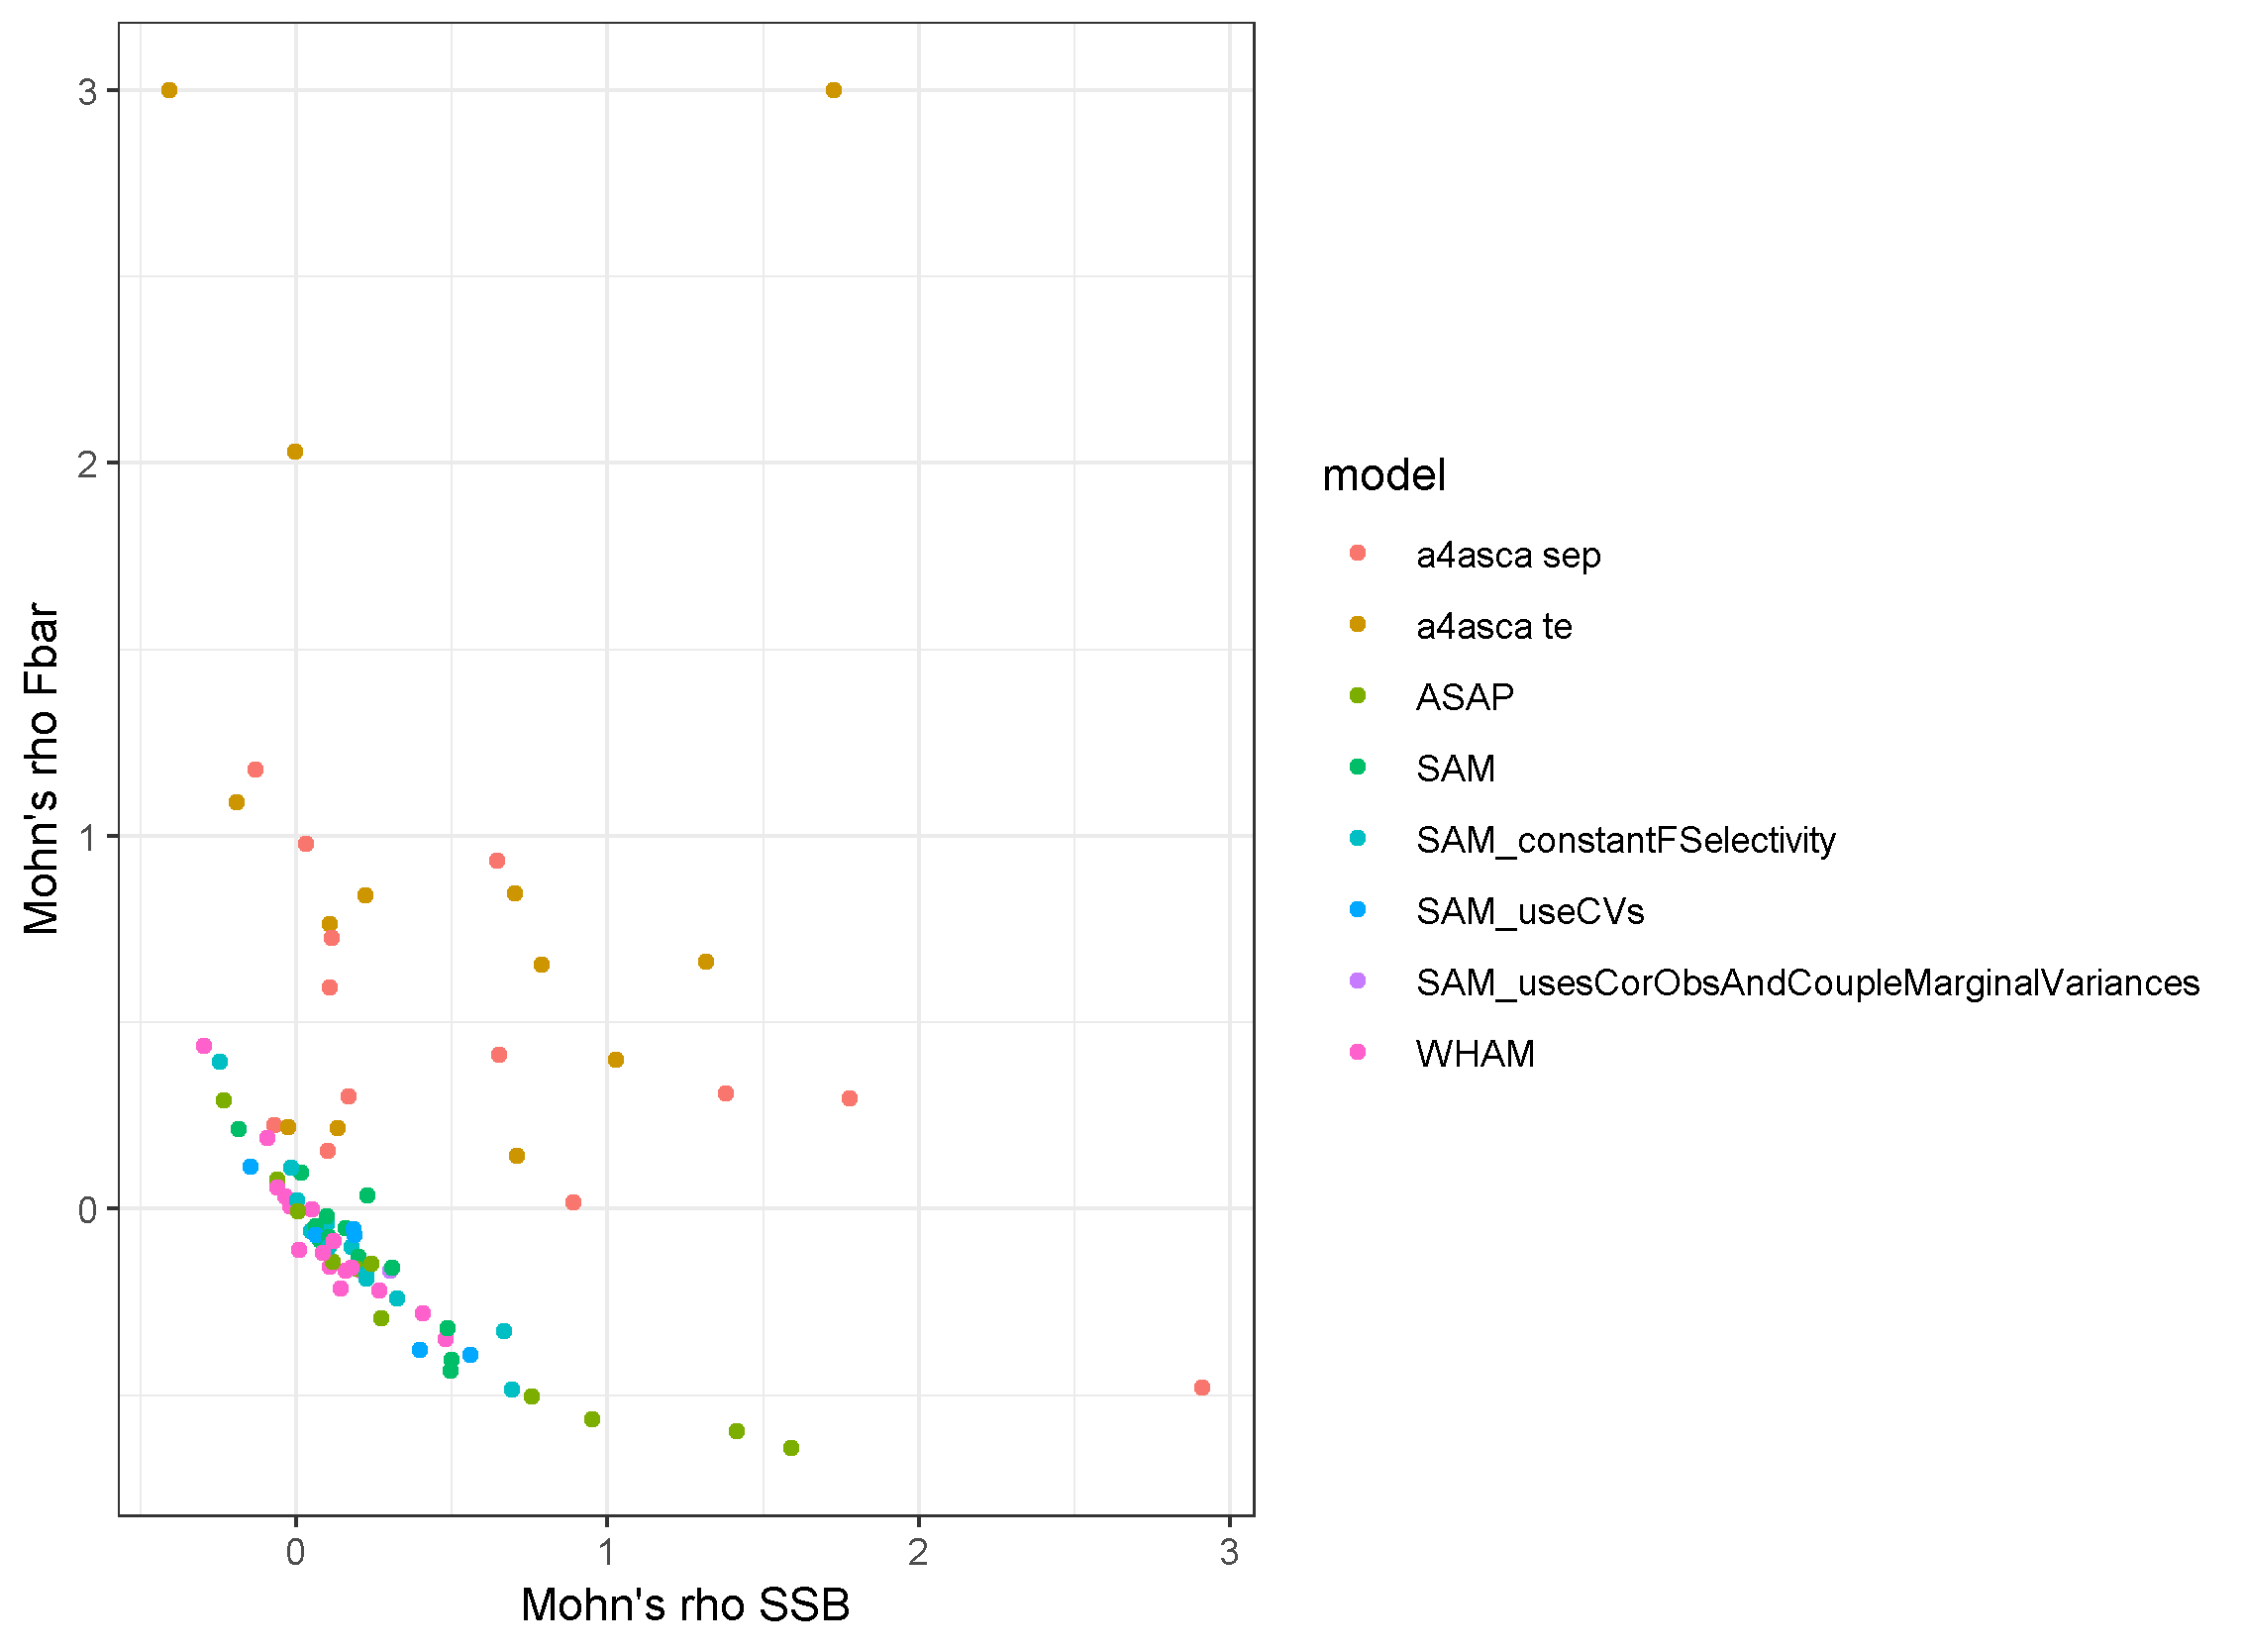 3
2
1
0
Mohn's rho Fbar
0 1 2 3
Mohn's rho SSB
model
a4asca sep
a4asca te
ASAP
SAM
SAM_constantFSelectivity
SAM_useCVs
SAM_usesCorObsAndCoupleMarginalVariances
WHAM